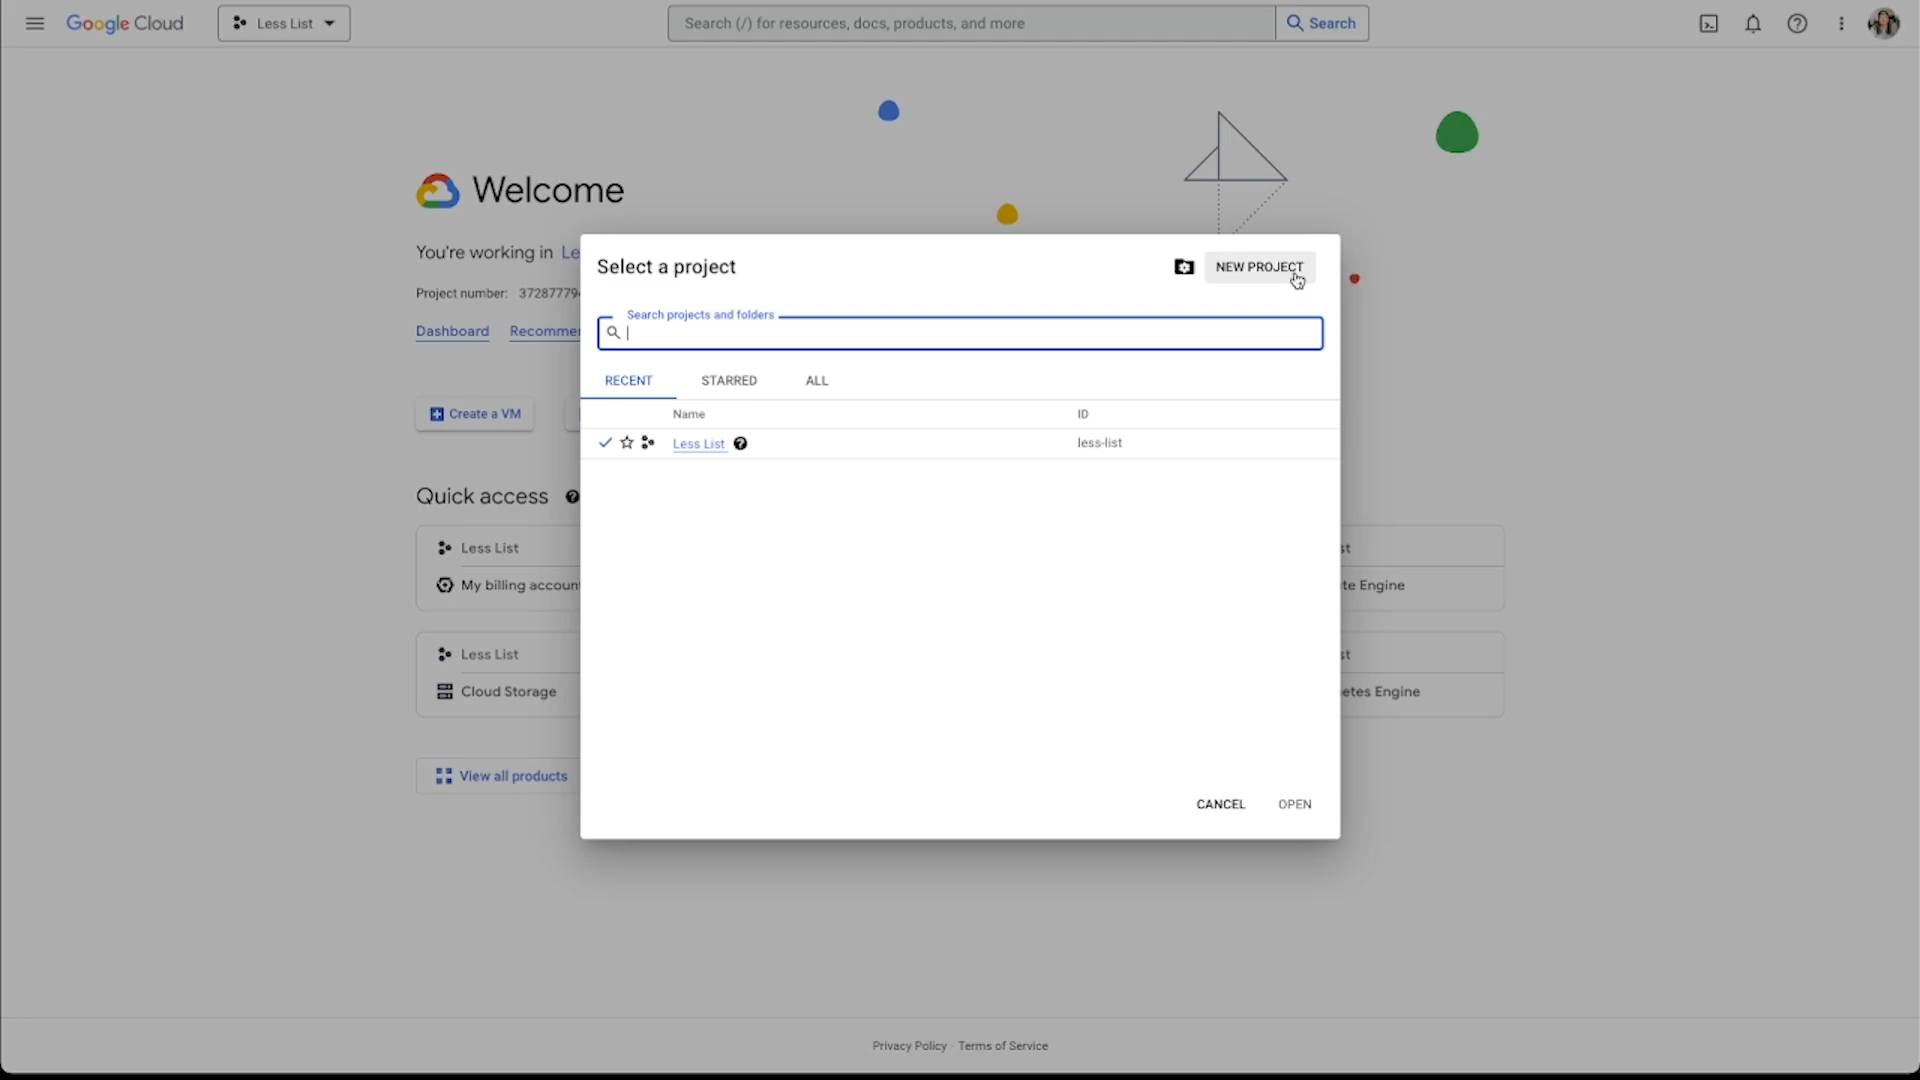 Google Cloud
Less List
Search (/) for resources, docs, products, and more
Search
Welcome
You're working in Le
Project number: 37287779
Dashboard
Recommen
Create a VM
Quick access
Less List
My billing account
Less List
Cloud Storage
View all products
Select a project
NEW PROJECT
Search projects and folders
RECENT STARRED ALL
Name ID
Less List less-list
CANCEL OPEN
st
te Engine
st
etes Engine
Privacy Policy · Terms of Service